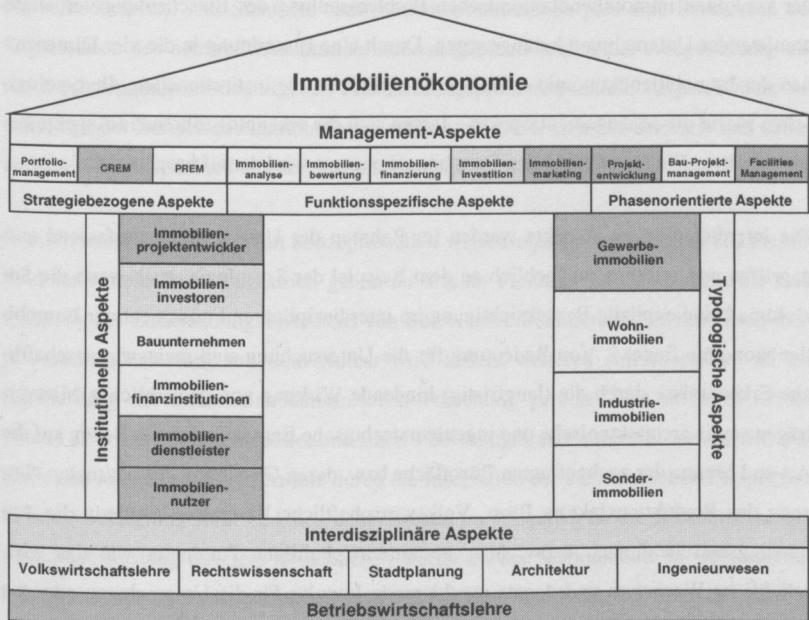 Immobilienökonomie
Management-Aspekte
Portfolio-
management
CREM
PREM
Immobilien-
analyse
Immobilien-
bewertung
Immobilien-
finanzierung
Immobilien-
investition
Immobilien-
marketing
Projekt-
entwicklung
Bau-Projekt-
management
Facilities
Management
Strategiebezogene Aspekte
Funktionsspezifische Aspekte
Phasenorientierte Aspekte
Institutionelle Aspekte
Immobilien-
projektentwickler
Immobilien-
investoren
Bauunternehmen
Immobilien-
finanzinstitutionen
Immobilien-
dienstleister
Immobilien-
nutzer
Gewerbe-
immobilien
Wohn-
immobilien
Industrie-
immobilien
Sonder-
immobilien
Typologische Aspekte
Interdisziplinäre Aspekte
Volkswirtschaftslehre
Rechtswissenschaft
Stadtplanung
Architektur
Ingenieurwesen
Betriebswirtschaftslehre